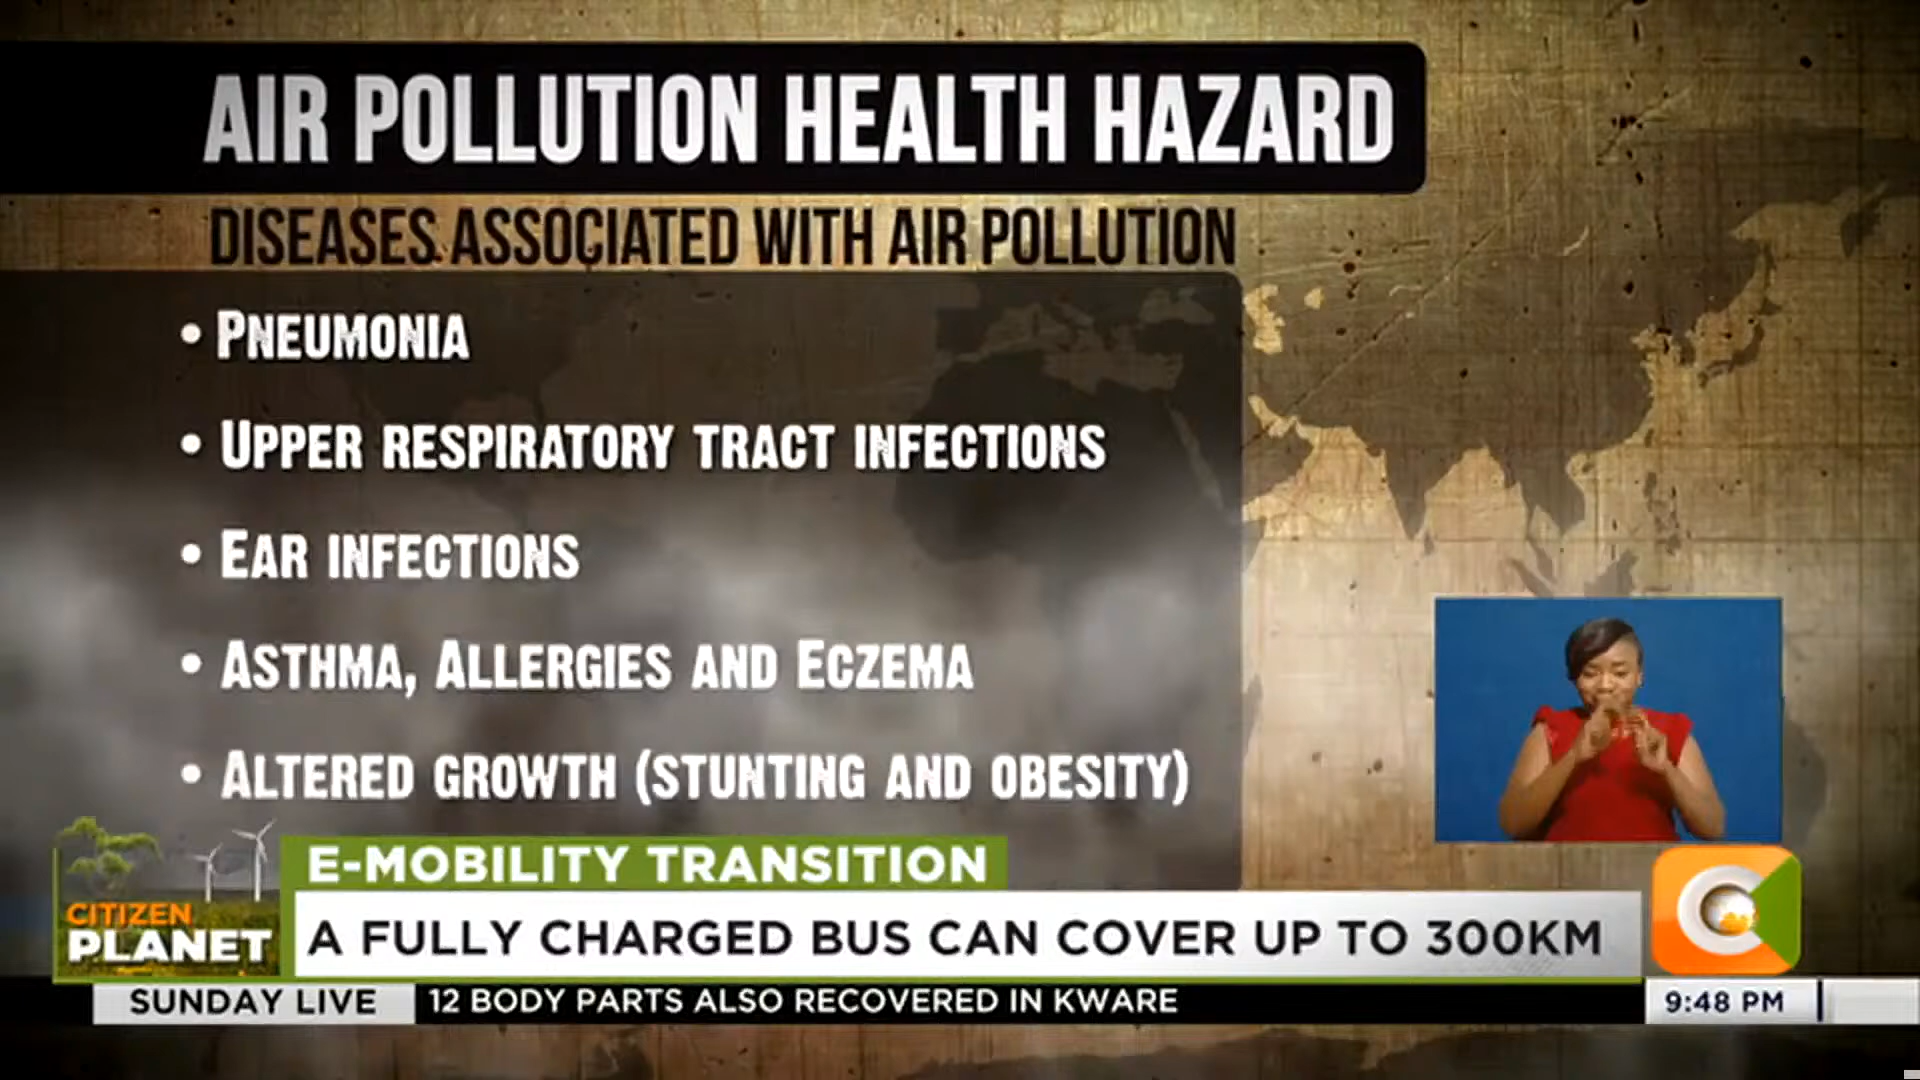 AIR POLLUTION HEALTH HAZARD
DISEASES ASSOCIATED WITH AIR POLLUTION
• PNEUMONIA
• UPPER RESPIRATORY TRACT INFECTIONS
• EAR INFECTIONS
• ASTHMA, ALLERGIES AND ECZEMA
• ALTERED GROWTH (STUNTING AND OBESITY)
E-MOBILITY TRANSITION
CITIZEN
PLANET
A FULLY CHARGED BUS CAN COVER UP TO 300KM
SUNDAY LIVE
12 BODY PARTS ALSO RECOVERED IN KWARE
9:48 PM